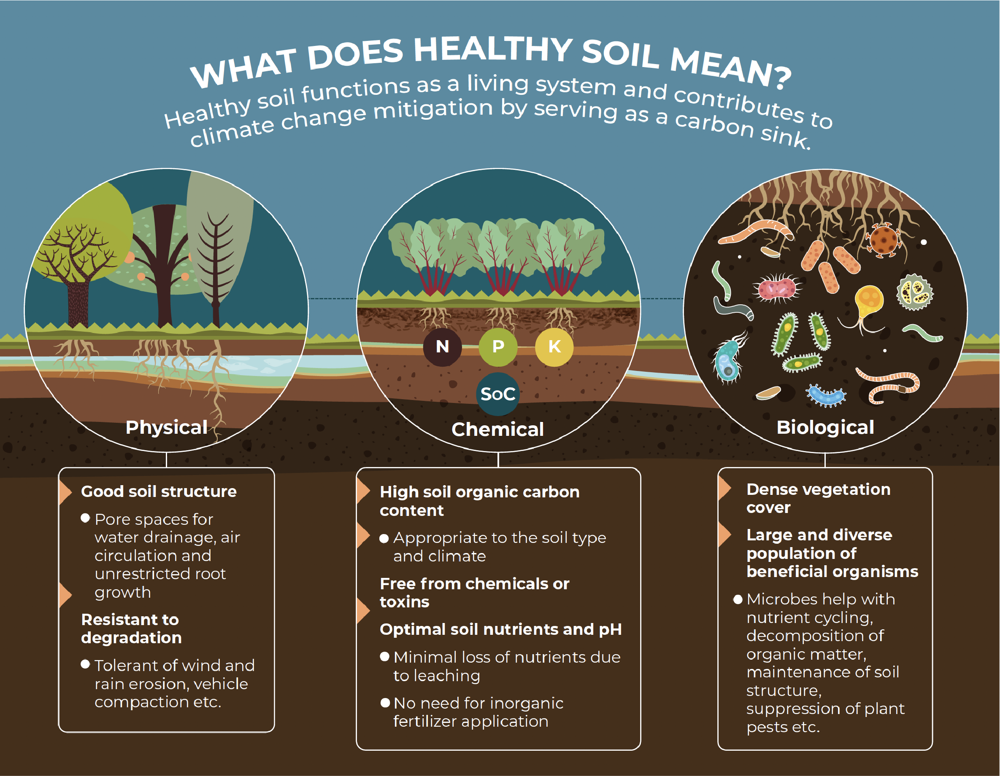 WHAT DOES HEALTHY SOIL MEAN?
Healthy soil functions as a living system and contributes to
climate change mitigation by serving as a carbon sink.
N
P
K
SoC
Physical
Chemical
Biological
Good soil structure
Pore spaces for
water drainage, air
circulation and
unrestricted root
growth
Resistant to
degradation
Tolerant of wind and
rain erosion, vehicle
compaction etc.
High soil organic carbon
content
Appropriate to the soil type
and climate
Free from chemicals or
toxins
Optimal soil nutrients and pH
Minimal loss of nutrients due
to leaching
No need for inorganic
fertilizer application
Dense vegetation
cover
Large and diverse
population of
beneficial organisms
Microbes help with
nutrient cycling,
decomposition of
organic matter,
maintenance of soil
structure,
suppression of plant
pests etc.